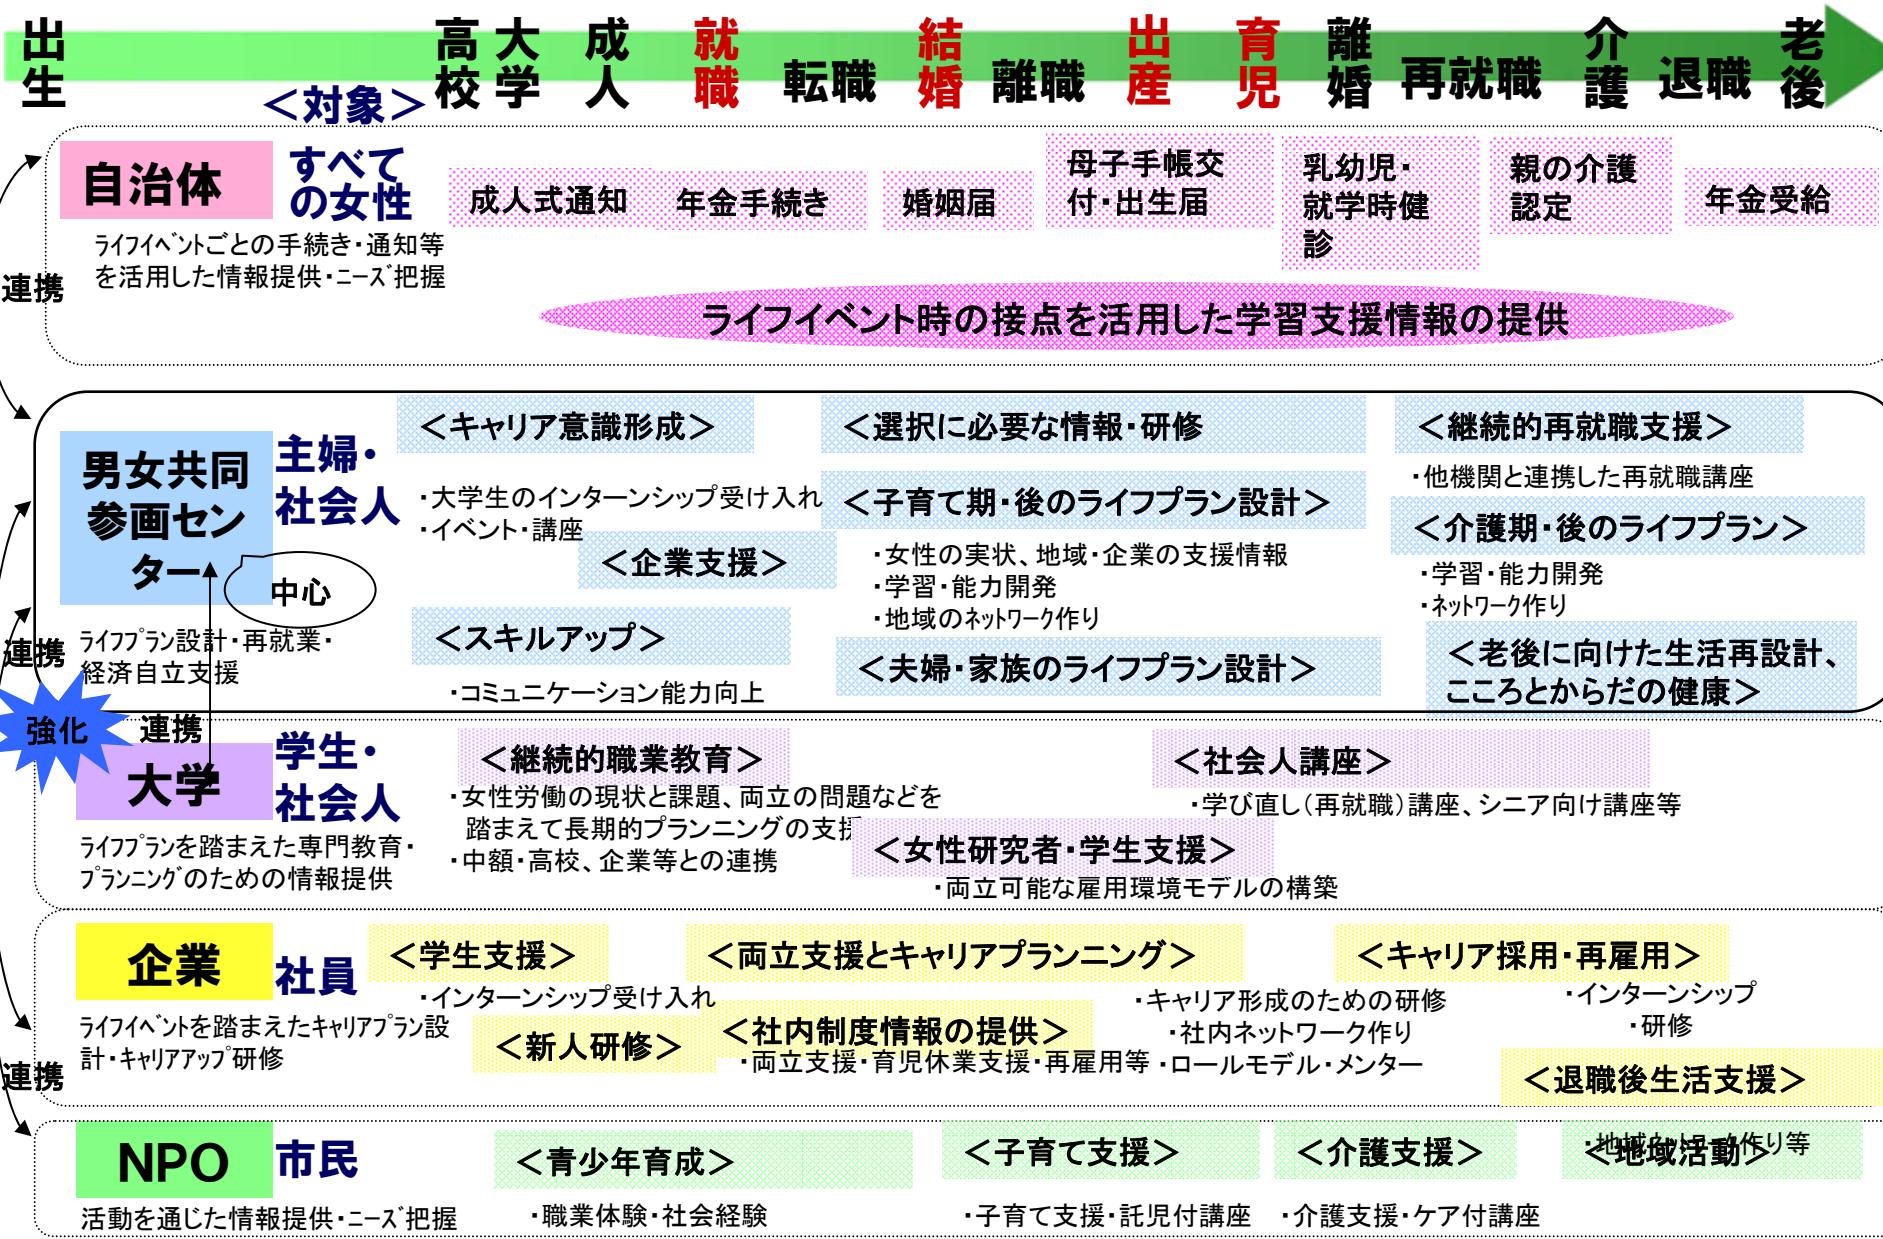 出生
高校
大学
成人
就職
転職
結婚
離職
出産
育児
離婚
再就職
介護
退職
老後
＜対象＞
自治体
すべて
の女性
ﾗｲﾌｲﾍﾞﾝﾄごとの手続き・通知等
を活用した情報提供・ﾆｰｽﾞ把握
成人式通知
年金手続き
婚姻届
母子手帳交
付・出生届
乳幼児・
就学時健
診
親の介護
認定
年金受給
ライフイベント時の接点を活用した学習支援情報の提供
連携
男女共同
参画セン
ター
主婦・
社会人
中心
ﾗｲﾌﾌﾟﾗﾝ設計・再就業・
経済自立支援
＜キャリア意識形成＞
・大学生のインターンシップ受け入れ
・イベント・講座
＜企業支援＞
＜スキルアップ＞
・コミュニケーション能力向上
＜選択に必要な情報・研修
＜子育て期・後のライフプラン設計＞
・女性の実状、地域・企業の支援情報
・学習・能力開発
・地域のﾈｯﾄﾜｰｸ作り
＜夫婦・家族のライフプラン設計＞
＜継続的再就職支援＞
・他機関と連携した再就職講座
＜介護期・後のライフプラン＞
・学習・能力開発
・ﾈｯﾄﾜｰｸ作り
＜老後に向けた生活再設計、
こころとからだの健康＞
連携
強化
連携
大学
学生・
社会人
ﾗｲﾌﾌﾟﾗﾝを踏まえた専門教育・
ﾌﾟﾗﾝﾆﾝｸﾞのための情報提供
＜継続的職業教育＞
・女性労働の現状と課題、両立の問題などを
踏まえて長期的プランニングの支援
・中額・高校、企業等との連携
＜社会人講座＞
・学び直し（再就職）講座、シニア向け講座等
＜女性研究者・学生支援＞
・両立可能な雇用環境モデルの構築
企業
社員
ﾗｲﾌｲﾍﾞﾝﾄを踏まえたｷｬﾘｱﾌﾟﾗﾝ設
計・ｷｬﾘｱｱｯﾌﾟ研修
＜学生支援＞
・インターンシップ受け入れ
＜新人研修＞
＜両立支援とキャリアプランニング＞
＜社内制度情報の提供＞
・両立支援・育児休業支援・再雇用等
・キャリア形成のための研修
・社内ネットワーク作り
・ロールモデル・メンター
＜キャリア採用・再雇用＞
・インターンシップ
・研修
＜退職後生活支援＞
連携
NPO
市民
活動を通じた情報提供・ﾆｰｽﾞ把握
＜青少年育成＞
・職業体験・社会経験
＜子育て支援＞
・子育て支援・託児付講座
＜介護支援＞
・介護支援・ケア付講座
＜地域活動＞
・地域ﾈｯﾄﾜｰｸ作り等